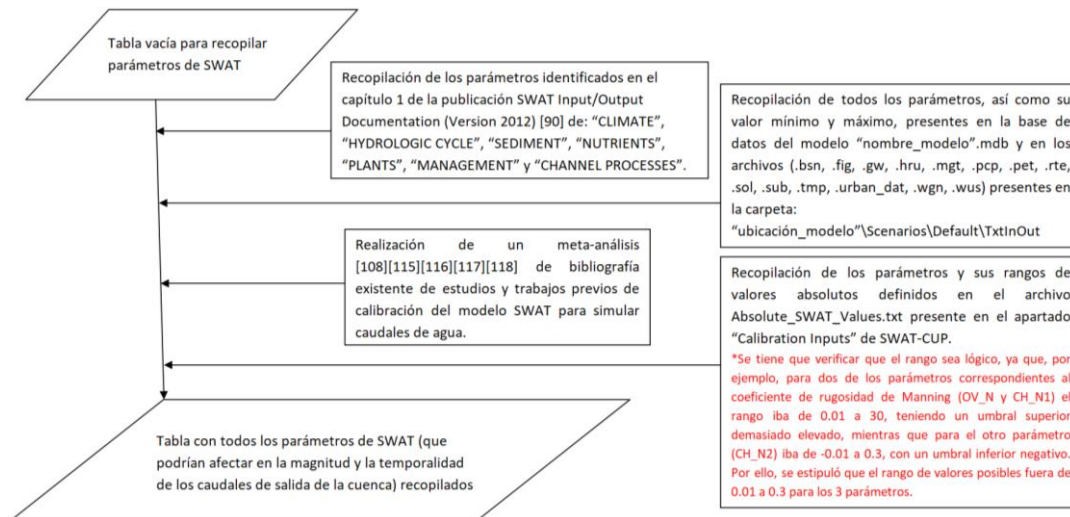 Tabla vacía para recopilar
parámetros de SWAT
Recopilación de los parámetros identificados en el
capítulo 1 de la publicación SWAT Input/Output
Documentation (Version 2012) [90] de: “CLIMATE”,
“HYDROLOGIC CYCLE”, “SEDIMENT”, “NUTRIENTS”,
“PLANTS”, “MANAGEMENT” y “CHANNEL PROCESSES”.
Recopilación de todos los parámetros, así como su
valor mínimo y máximo, presentes en la base de
datos del modelo “nombre_modelo”.mdb y en los
archivos (.bsn, .fig, .gw, .hru, .mgt, .pcp, .pet, .rte,
.sol, .sub, .tmp, .urban_dat, .wgn, .wus) presentes en
la carpeta:
“ubicación_modelo”\Scenarios\Default\TxtInOut
Realización de un meta-análisis
[108][115][116][117][118] de bibliografía
existente de estudios y trabajos previos de
calibración del modelo SWAT para simular
caudales de agua.
Recopilación de los parámetros y sus rangos de
valores absolutos definidos en el archivo
Absolute_SWAT_Values.txt presente en el apartado
“Calibration Inputs” de SWAT-CUP.
*Se tiene que verificar que el rango sea lógico, ya que, por
ejemplo, para dos de los parámetros correspondientes al
coeficiente de rugosidad de Manning (OV_N y CH_N1) el
rango iba de 0.01 a 30, teniendo un umbral superior
demasiado elevado, mientras que para el otro parámetro
(CH_N2) iba de -0.01 a 0.3, con un umbral inferior negativo.
Por ello, se estipuló que el rango de valores posibles fuera de
0.01 a 0.3 para los 3 parámetros.
Tabla con todos los parámetros de SWAT (que
podrían afectar en la magnitud y la temporalidad
de los caudales de salida de la cuenca) recopilados